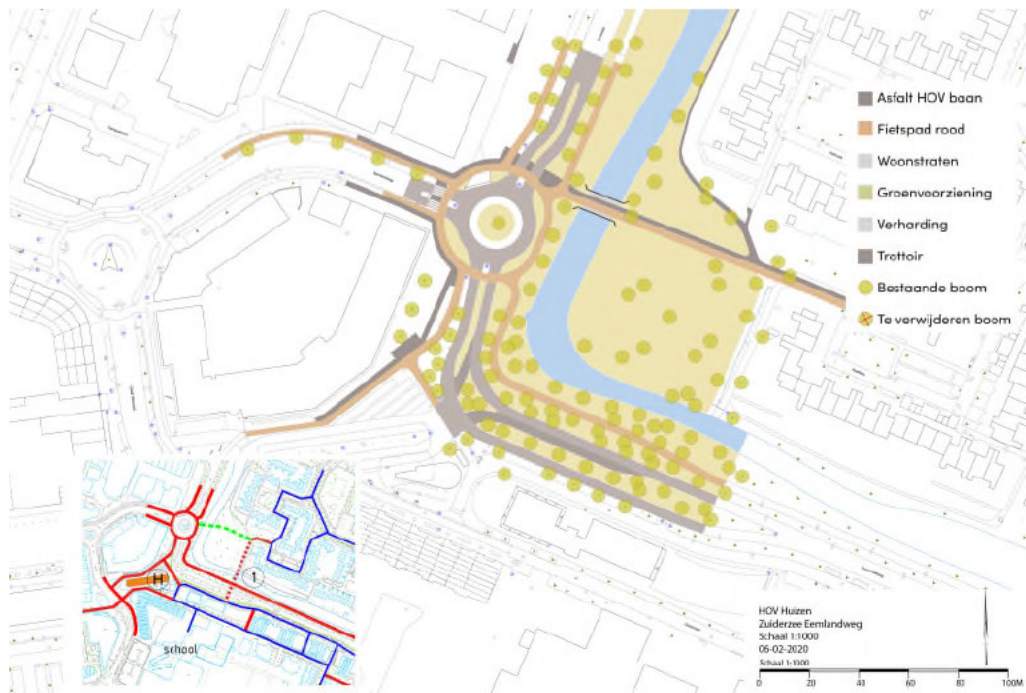 Asfalt HOV baan
Fietspad rood
Woonstraten
Groenvoorziening
Verharding
Trottoir
Bestaande boom
Te verwijderen boom
H
1
school
HOV Huizen
Zuiderzee Eemlandweg
Schaal 1:1000
06-02-2020
Schaal 1:1000
0 20 40 60 80 100M